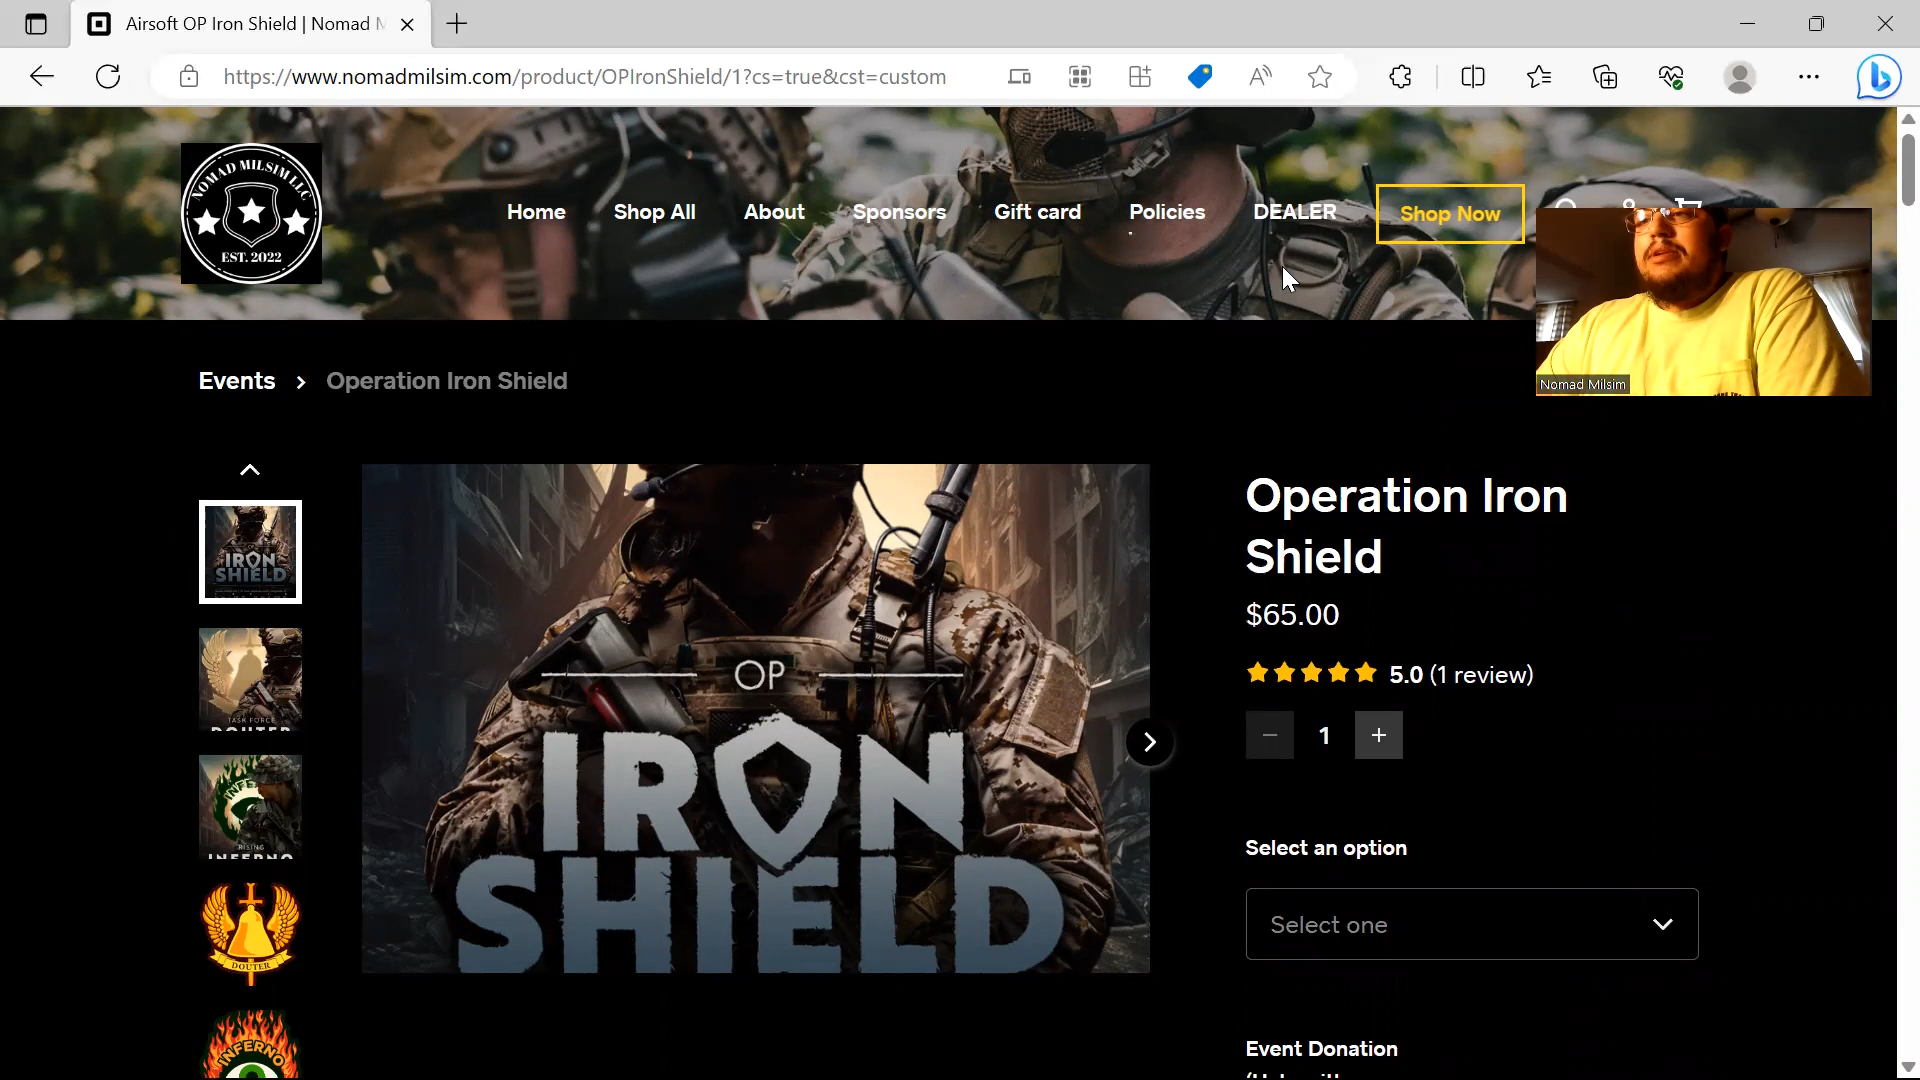 Airsoft OP Iron Shield | Nomad M
https://www.nomadmilsim.com/product/OPIronShield/1?cs=true&cst=custom
NOMAD MILSIM LLC
EST. 2022
Home
Shop All
About
Sponsors
Gift card
Policies
DEALER
Shop Now
Nomad Milsim
Events > Operation Iron Shield
IRON
SHIELD
TASK FORCE
DOUTER
RISING
INFERNO
DOUTER
INFERNO
OP
IRON
SHIELD
Operation Iron
Shield
$65.00
5.0 (1 review)
− 1 +
Select an option
Select one
Event Donation